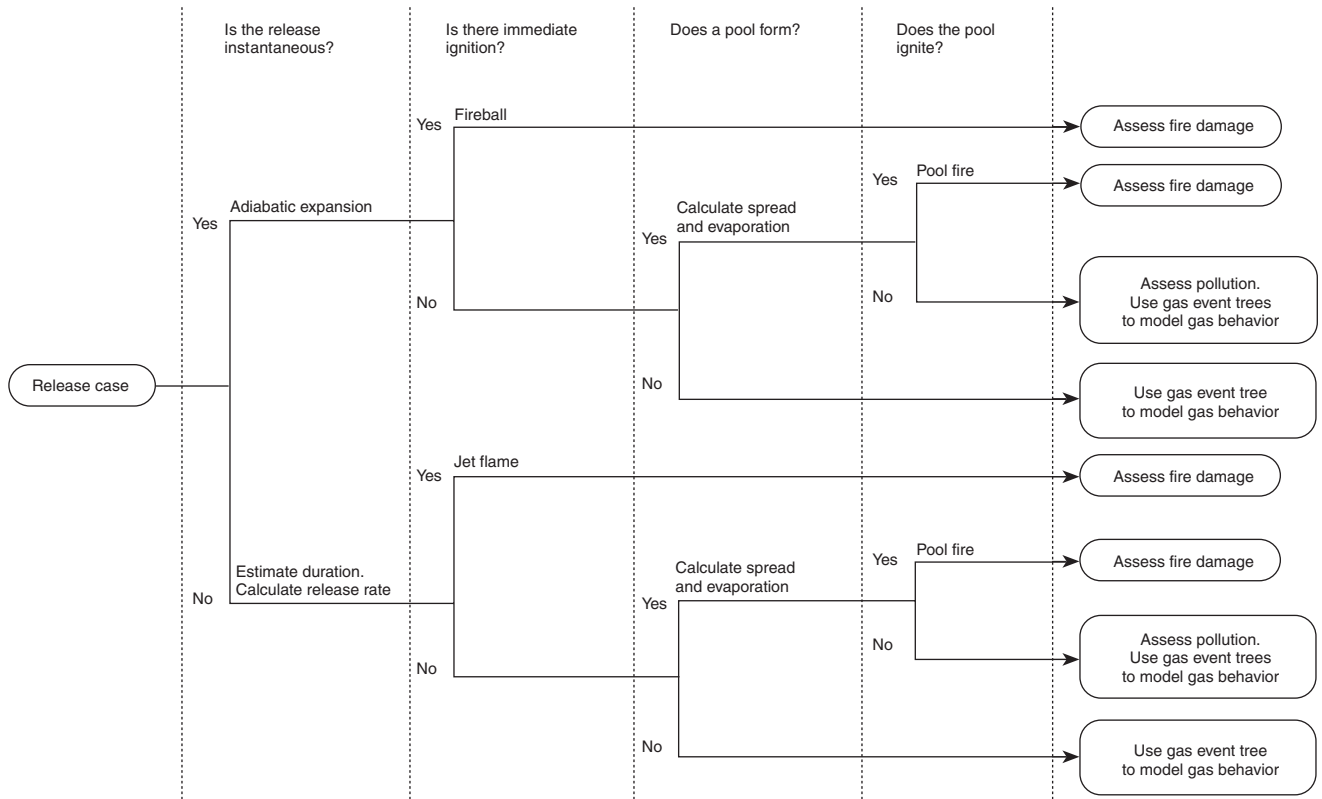 Is the release
instantaneous?
Is there immediate
ignition?
Does a pool form?
Does the pool
ignite?
Yes
Fireball
Assess fire damage
Yes
Pool fire
Assess fire damage
Yes
Adiabatic expansion
Calculate spread
and evaporation
Yes
No
No
Assess pollution.
Use gas event trees
to model gas behavior
Release case
No
Use gas event tree
to model gas behavior
Yes
Jet flame
Assess fire damage
Yes
Pool fire
Assess fire damage
No
Estimate duration.
Calculate release rate
Calculate spread
and evaporation
Yes
No
No
Assess pollution.
Use gas event trees
to model gas behavior
No
Use gas event tree
to model gas behavior